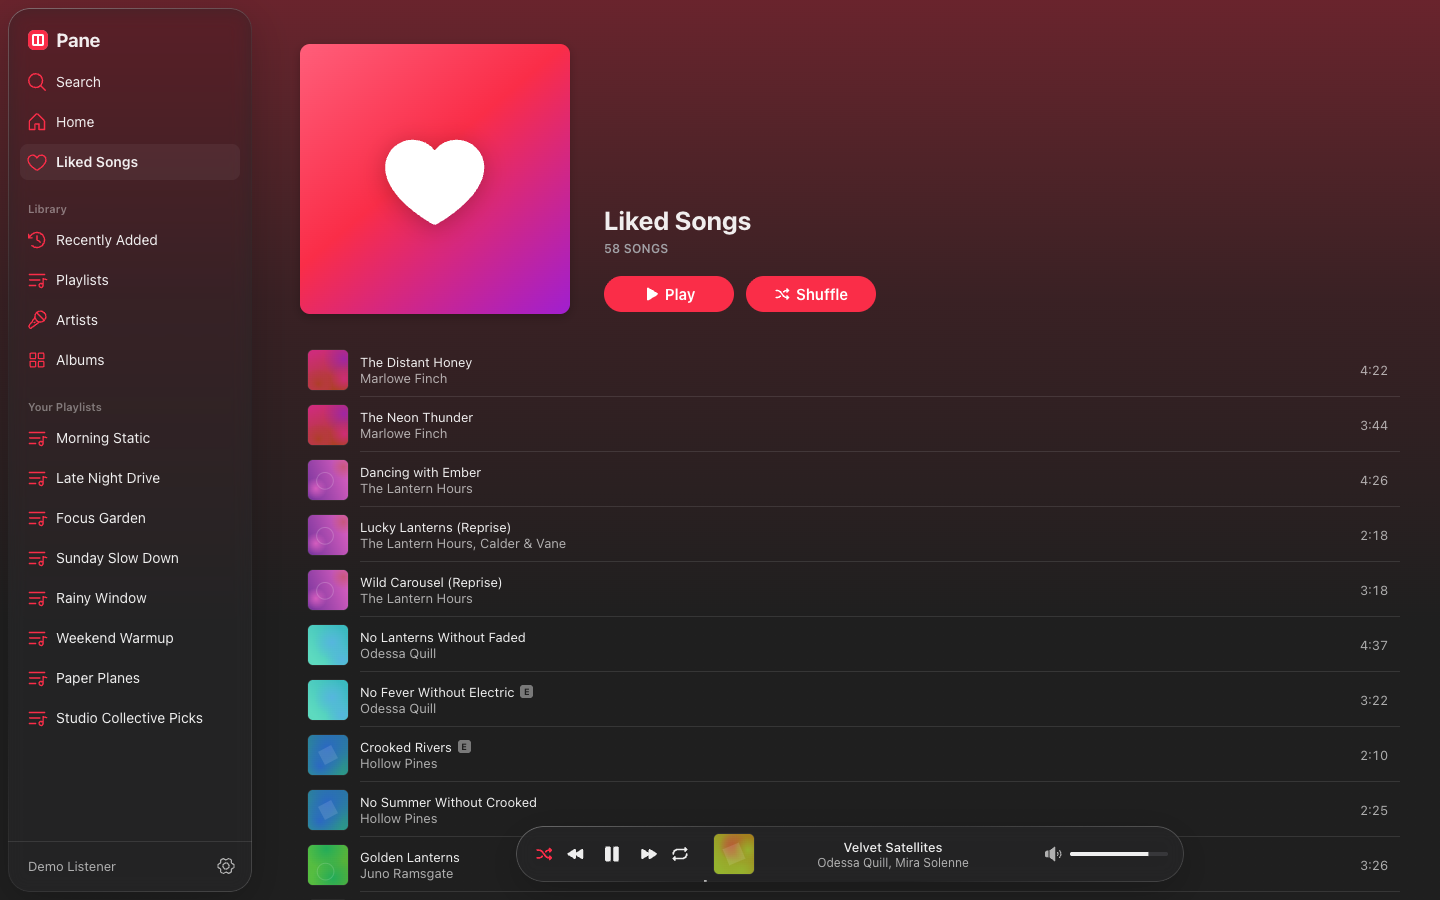 Pane
Search
Home
Liked Songs
Library
Recently Added
Playlists
Artists
Albums
Your Playlists
Morning Static
Late Night Drive
Focus Garden
Sunday Slow Down
Rainy Window
Weekend Warmup
Paper Planes
Studio Collective Picks
Demo Listener
Liked Songs
58 SONGS
Play
Shuffle
The Distant Honey
Marlowe Finch
4:22
The Neon Thunder
Marlowe Finch
3:44
Dancing with Ember
The Lantern Hours
4:26
Lucky Lanterns (Reprise)
The Lantern Hours, Calder & Vane
2:18
Wild Carousel (Reprise)
The Lantern Hours
3:18
No Lanterns Without Faded
Odessa Quill
4:37
No Fever Without Electric E
Odessa Quill
3:22
Crooked Rivers E
Hollow Pines
2:10
No Summer Without Crooked
Hollow Pines
2:25
Golden Lanterns
Juno Ramsgate
3:26
Velvet Satellites
Odessa Quill, Mira Solenne